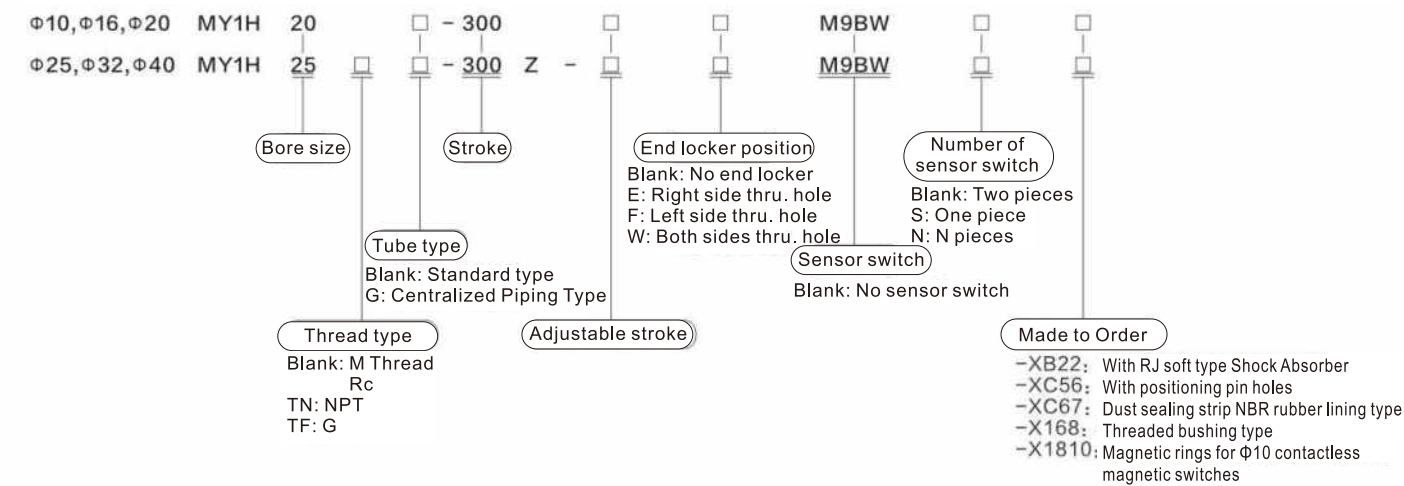 Φ10,Φ16,Φ20 MY1H 20 □ - 300 □ □ M9BW □ □
Φ25,Φ32,Φ40 MY1H 25 □ □ - 300 Z - □ □ M9BW □ □
Bore size
Stroke
End locker position
Blank: No end locker
E: Right side thru. hole
F: Left side thru. hole
W: Both sides thru. hole
Number of
sensor switch
Blank: Two pieces
S: One piece
N: N pieces
Tube type
Blank: Standard type
G: Centralized Piping Type
Sensor switch
Blank: No sensor switch
Thread type
Blank: M Thread
Rc
TN: NPT
TF: G
Adjustable stroke
Made to Order
-XB22: With RJ soft type Shock Absorber
-XC56: With positioning pin holes
-XC67: Dust sealing strip NBR rubber lining type
-X168: Threaded bushing type
-X1810: Magnetic rings for Φ10 contactless
magnetic switches